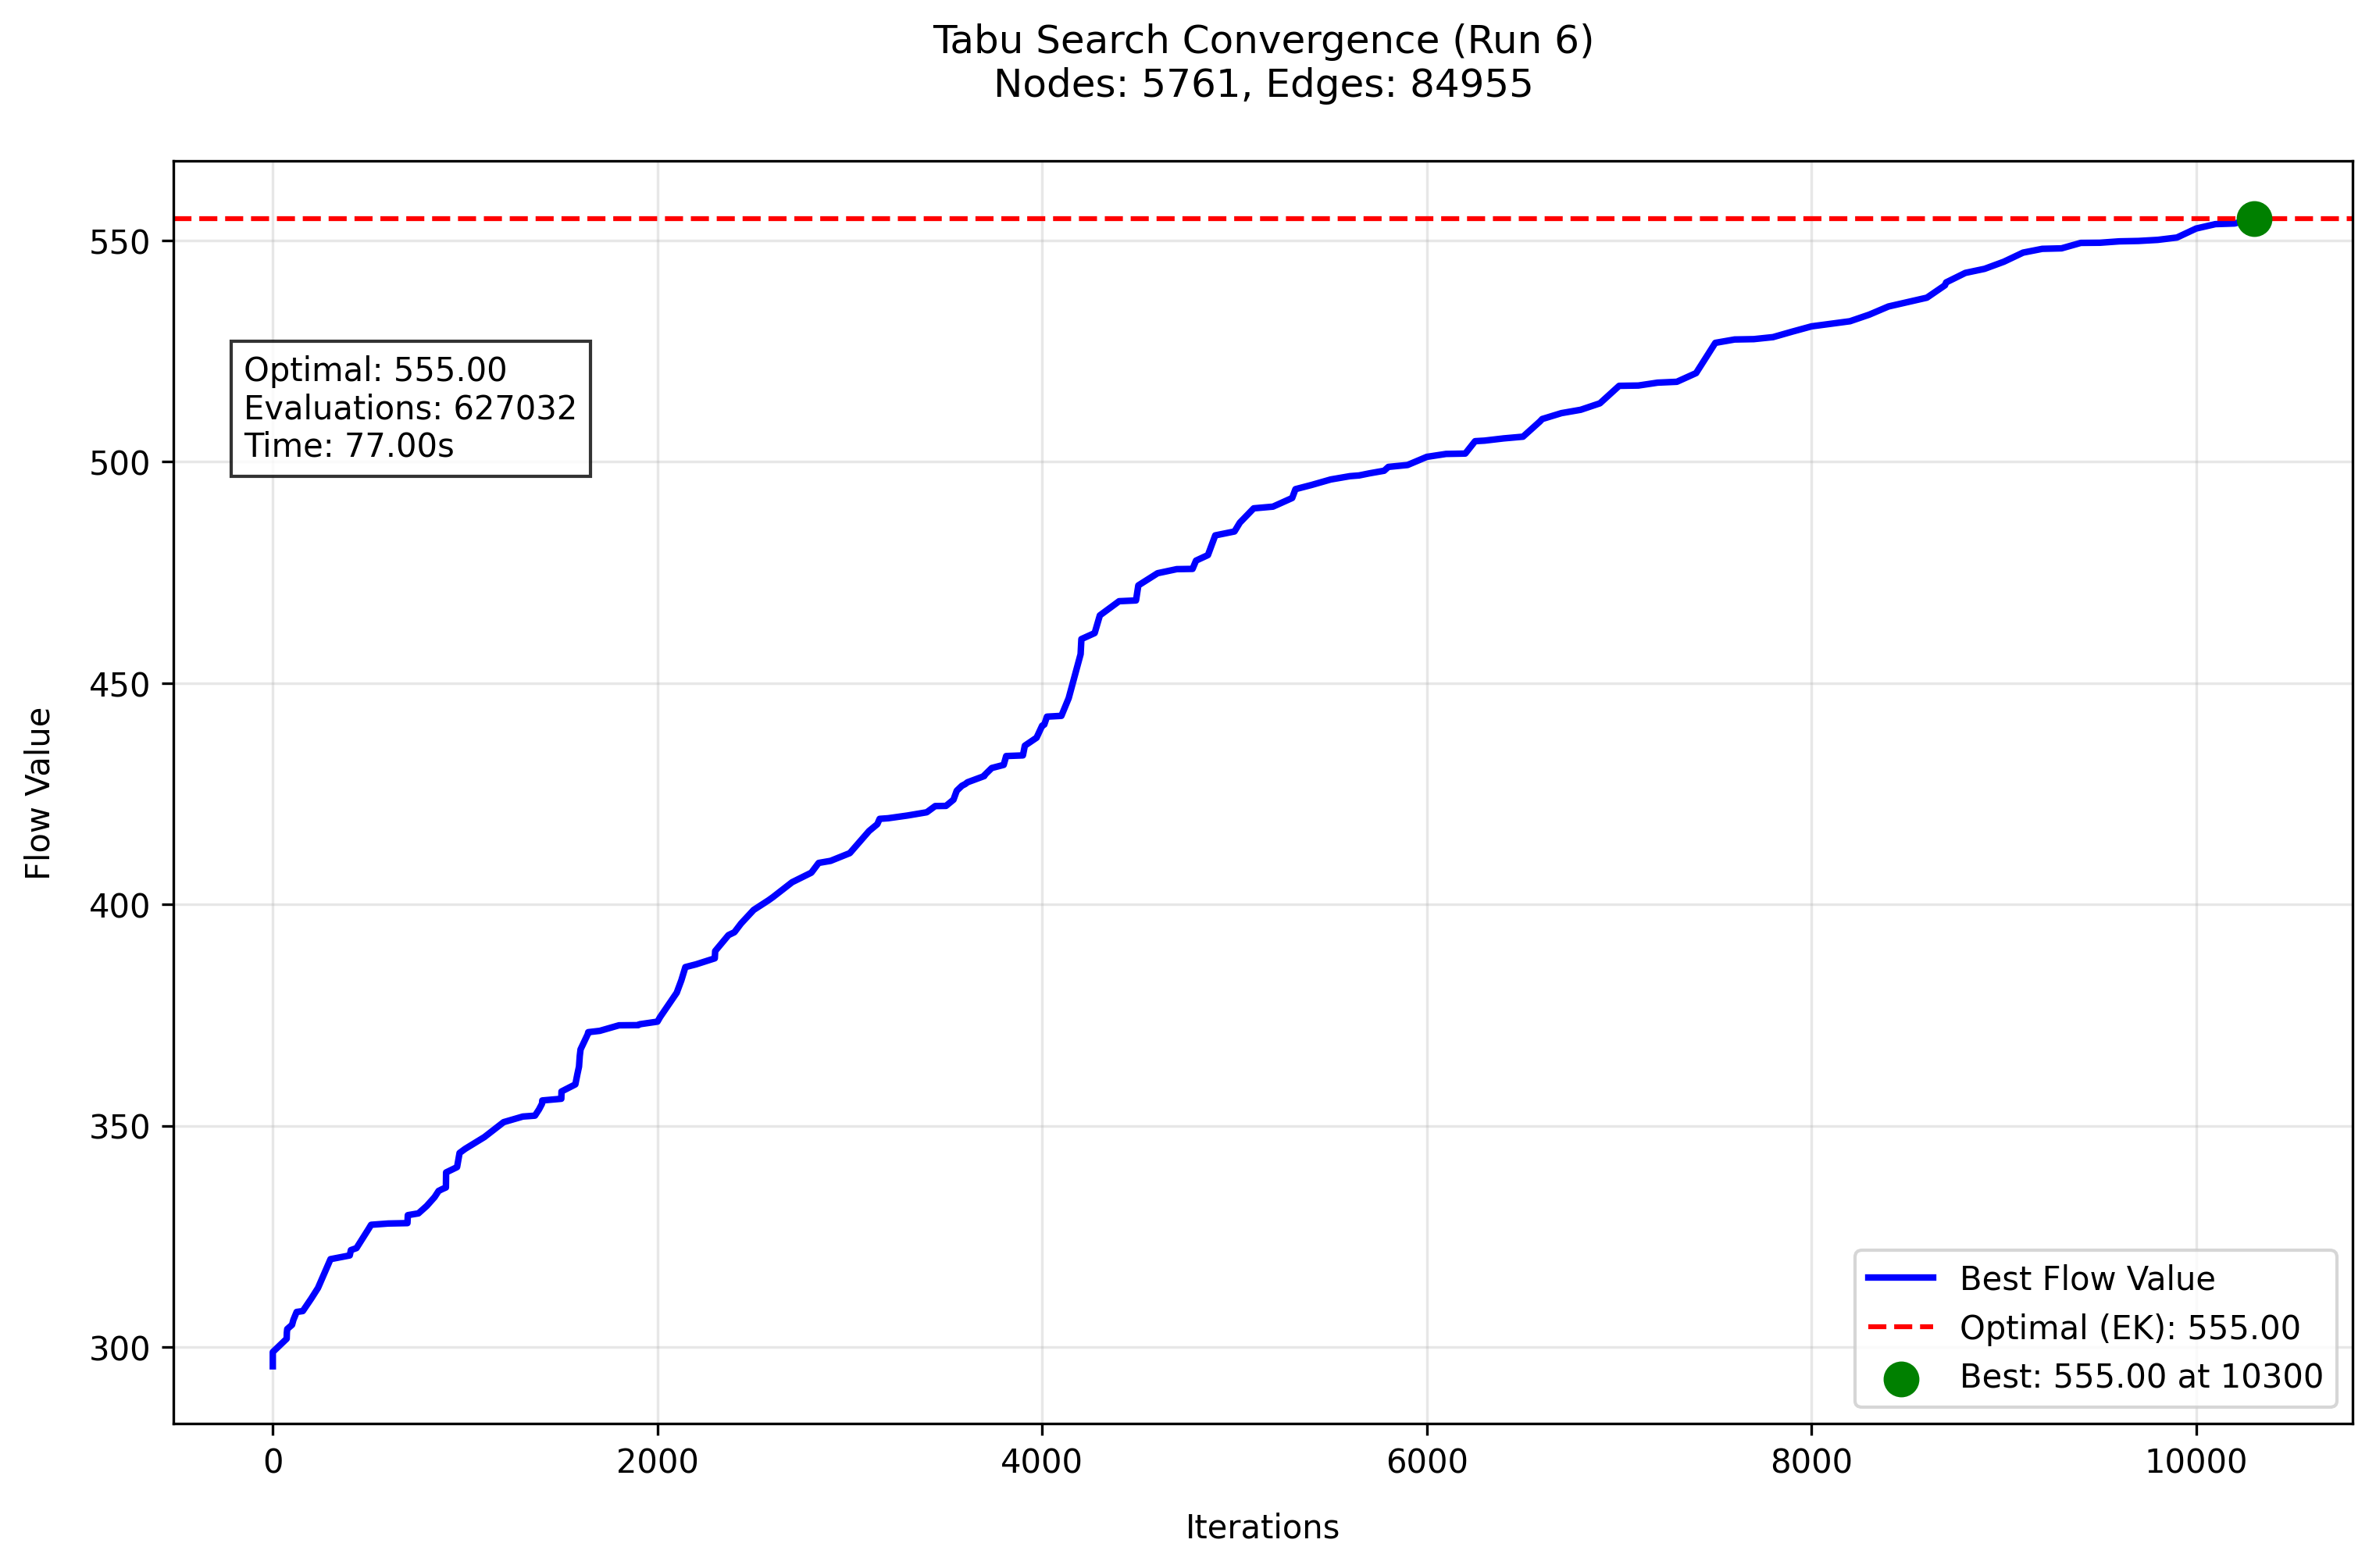 Tabu Search Convergence (Run 6)
Nodes: 5761, Edges: 84955
Flow Value
550
500
450
400
350
300
Optimal: 555.00
Evaluations: 627032
Time: 77.00s
Best Flow Value
Optimal (EK): 555.00
Best: 555.00 at 10300
0 2000 4000 6000 8000 10000
Iterations